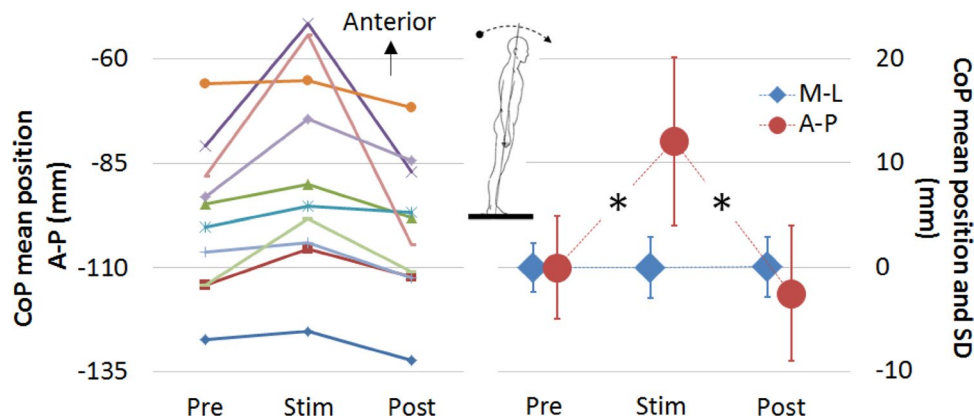 CoP mean position
A-P (mm)
-60
-85
-110
-135
Anterior
Pre Stim Post
M-L
A-P
*
*
Pre Stim Post
20
10
0
-10
CoP mean position and SD
(mm)